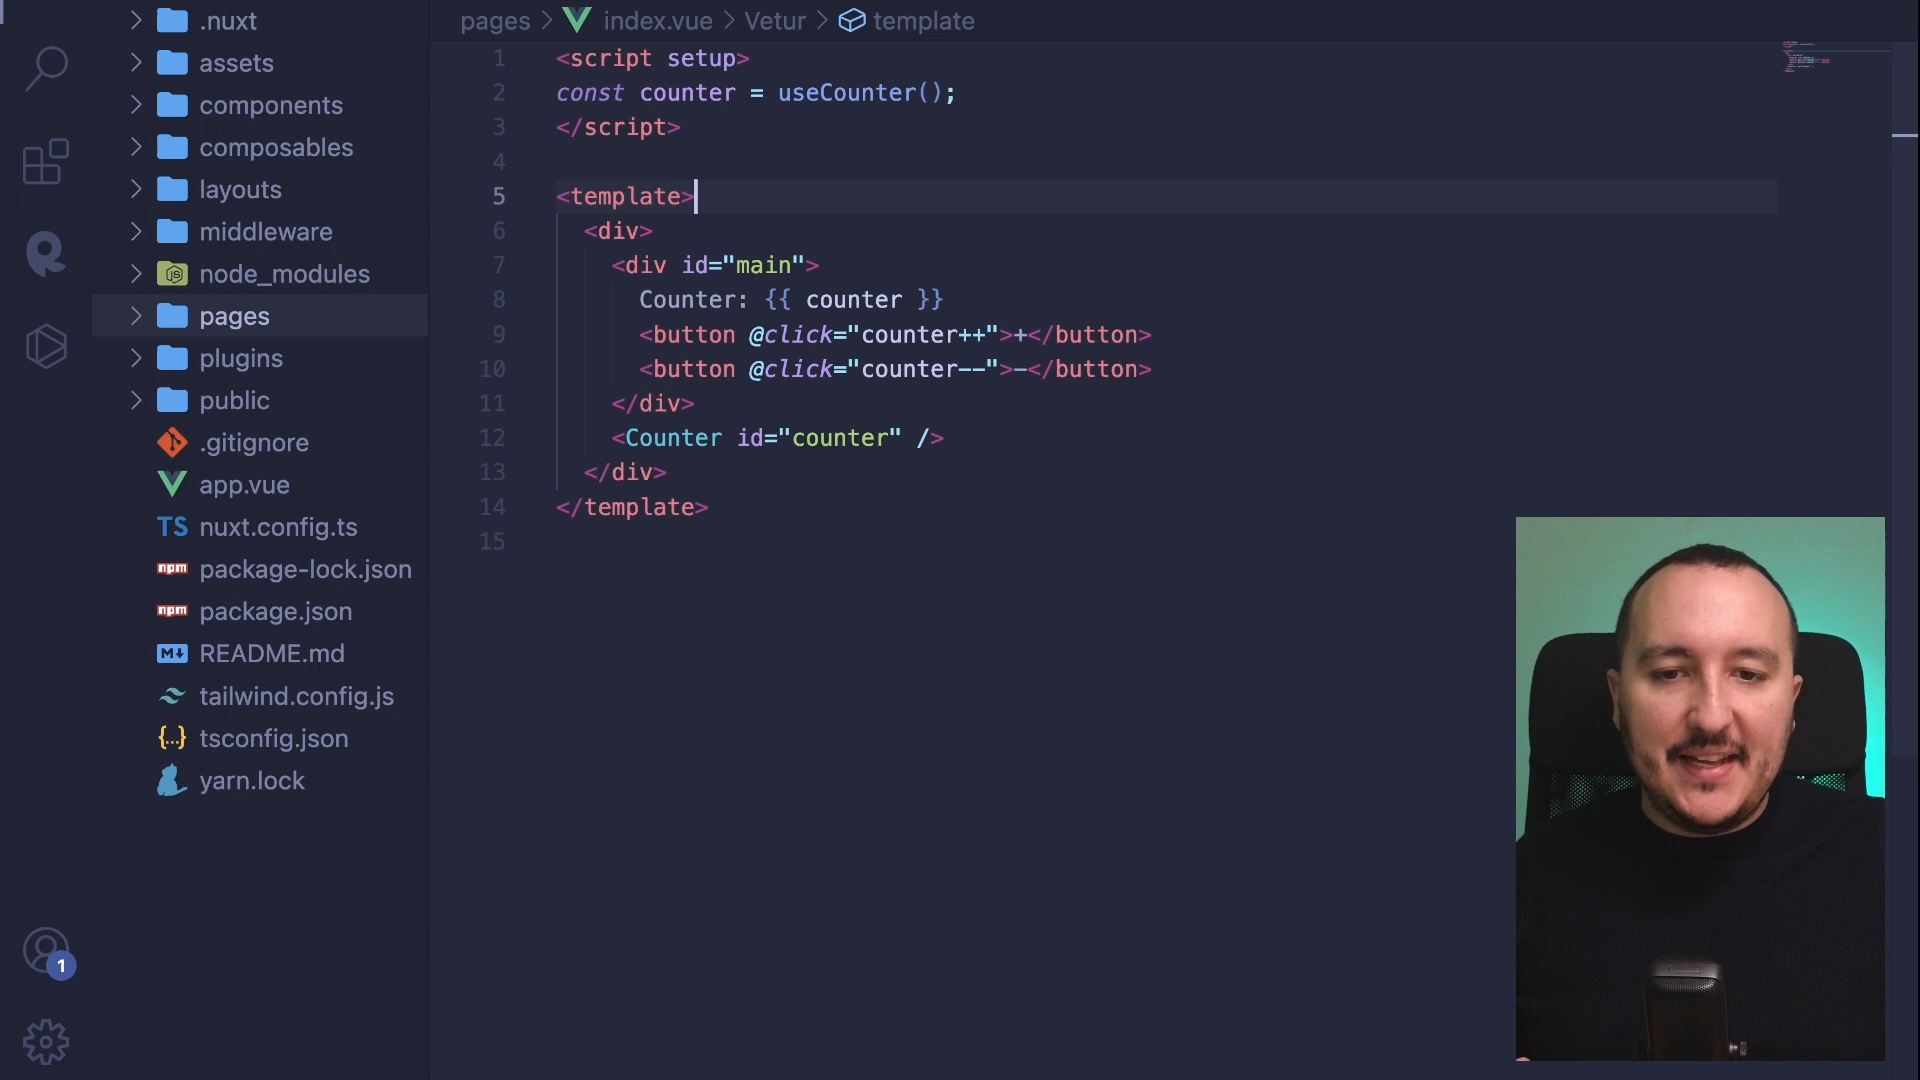 .nuxt
assets
components
composables
layouts
middleware
node_modules
pages
plugins
public
.gitignore
app.vue
TS nuxt.config.ts
npm package-lock.json
npm package.json
M README.md
tailwind.config.js
{...} tsconfig.json
yarn.lock
1
pages > index.vue > Vetur > template
1 <script setup>
2 const counter = useCounter();
3 </script>
4
5 <template>
6 <div>
7 <div id="main">
8 Counter: {{ counter }}
9 <button @click="counter++">+</button>
10 <button @click="counter--">-</button>
11 </div>
12 <Counter id="counter" />
13 </div>
14 </template>
15